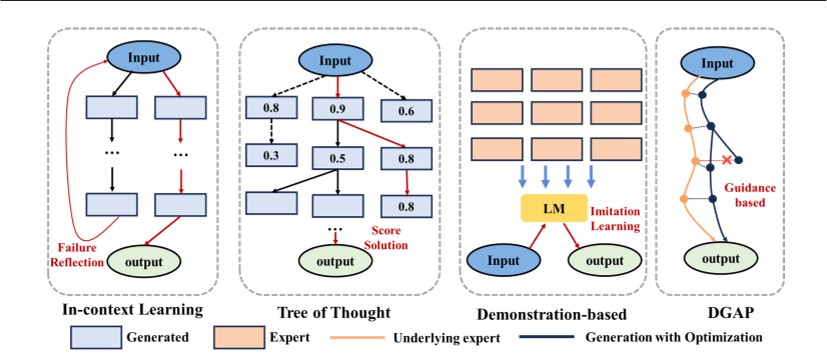 Input
...
...
Failure
Reflection
output
In-context Learning
Input
0.8
0.9
0.6
0.3
0.5
0.8
0.8
...
Score
Solution
output
Tree of Thought
LM
Imitation
Learning
Input
output
Demonstration-based
Input
Guidance
based
output
DGAP
Generated
Expert
Underlying expert
Generation with Optimization